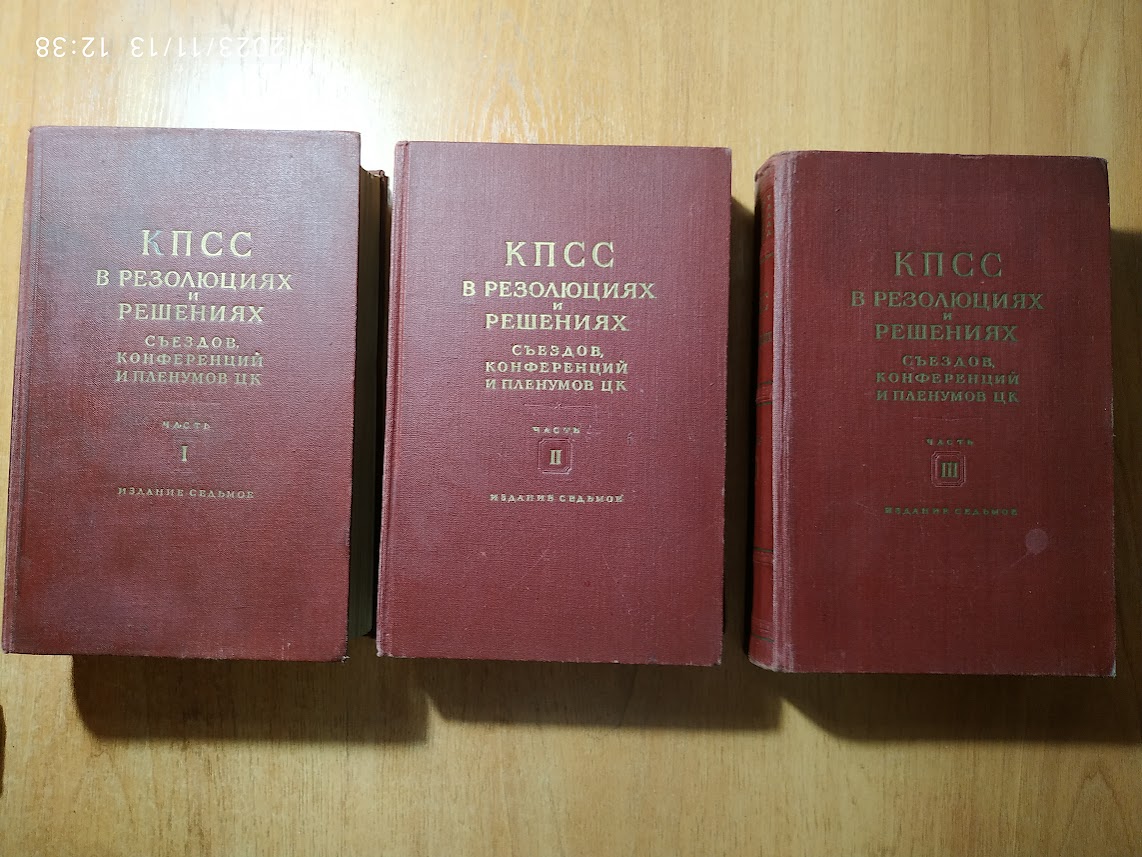 2023/11/13 12:38
КПСС
В РЕЗОЛЮЦИЯХ
И
РЕШЕНИЯХ
СЪЕЗДОВ,
КОНФЕРЕНЦИЙ
И ПЛЕНУМОВ ЦК
ЧАСТЬ
I
ИЗДАНИЕ СЕДЬМОЕ
КПСС
В РЕЗОЛЮЦИЯХ
И
РЕШЕНИЯХ
СЪЕЗДОВ,
КОНФЕРЕНЦИЙ
И ПЛЕНУМОВ ЦК
ЧАСТЬ
II
ИЗДАНИЕ СЕДЬМОЕ
КПСС
В РЕЗОЛЮЦИЯХ
И
РЕШЕНИЯХ
СЪЕЗДОВ,
КОНФЕРЕНЦИЙ
И ПЛЕНУМОВ ЦК
ЧАСТЬ
III
ИЗДАНИЕ СЕДЬМОЕ